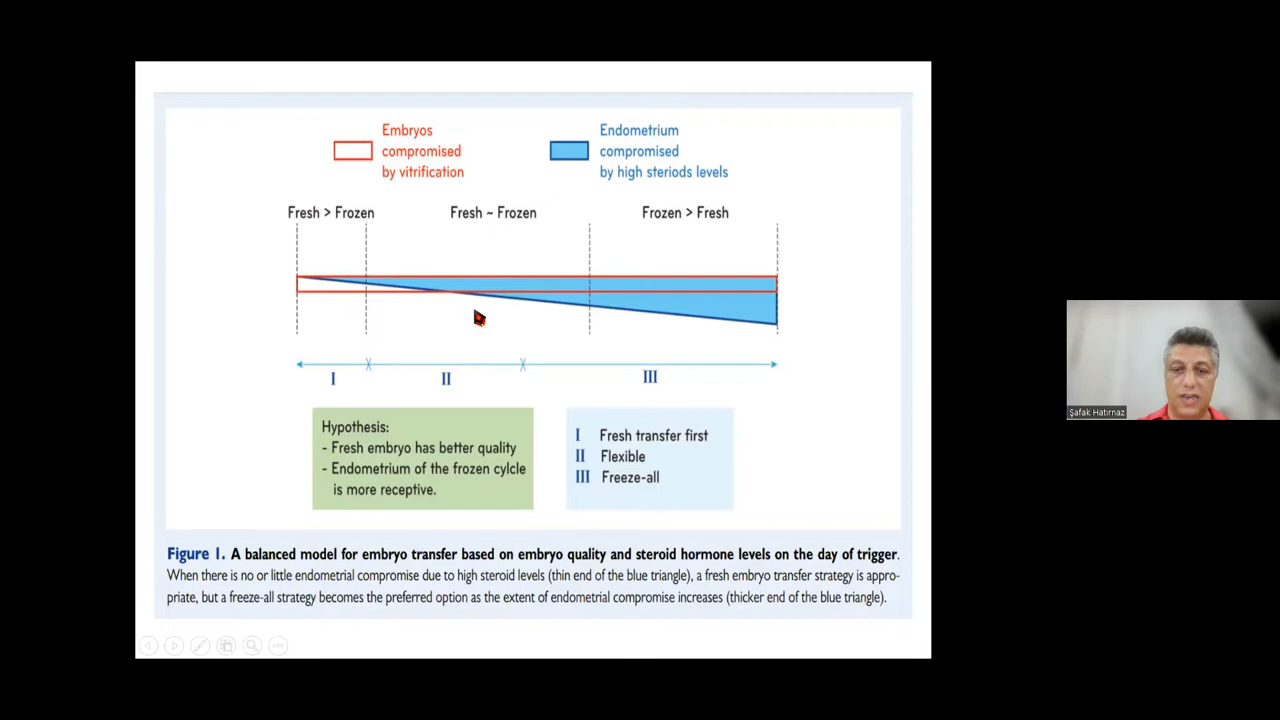 Embryos
compromised
by vitrification
Endometrium
compromised
by high steriods levels
Fresh > Frozen
Fresh ~ Frozen
Frozen > Fresh
I
II
III
Hypothesis:
- Fresh embryo has better quality
- Endometrium of the frozen cylcle
is more receptive.
I Fresh transfer first
II Flexible
III Freeze-all
Figure 1. A balanced model for embryo transfer based on embryo quality and steroid hormone levels on the day of trigger.
When there is no or little endometrial compromise due to high steroid levels (thin end of the blue triangle), a fresh embryo transfer strategy is appro-
priate, but a freeze-all strategy becomes the preferred option as the extent of endometrial compromise increases (thicker end of the blue triangle).
Şafak Hatırnaz